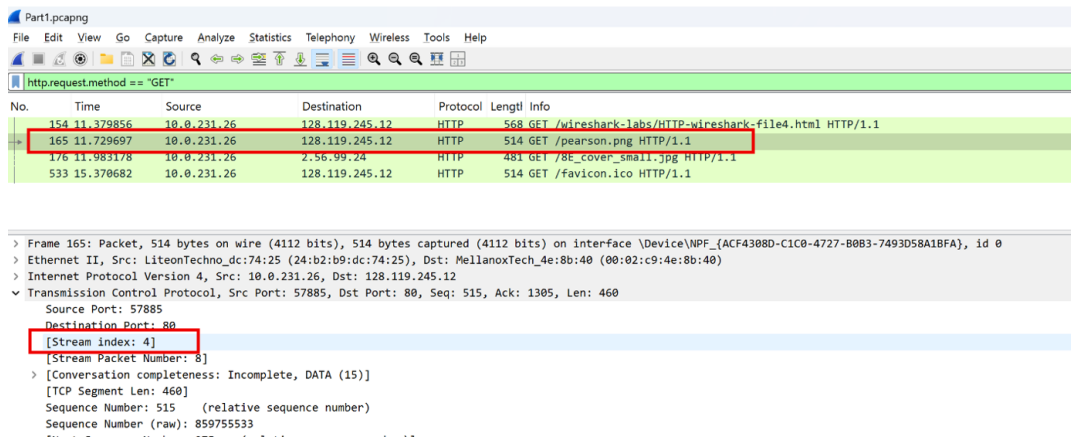 Part1.pcapng
File Edit View Go Capture Analyze Statistics Telephony Wireless Tools Help
http.request.method == "GET"
No. Time Source Destination Protocol Lengtl Info
154 11.379856 10.0.231.26 128.119.245.12 HTTP 568 GET /wireshark-labs/HTTP-wireshark-file4.html HTTP/1.1
165 11.729697 10.0.231.26 128.119.245.12 HTTP 514 GET /pearson.png HTTP/1.1
176 11.983178 10.0.231.26 2.56.99.24 HTTP 481 GET /8E_cover_small.jpg HTTP/1.1
533 15.370682 10.0.231.26 128.119.245.12 HTTP 514 GET /favicon.ico HTTP/1.1
Frame 165: Packet, 514 bytes on wire (4112 bits), 514 bytes captured (4112 bits) on interface \Device\NPF_{ACF4308D-C1C0-4727-B0B3-7493D58A1BFA}, id 0
Ethernet II, Src: LiteonTechno_dc:74:25 (24:b2:b9:dc:74:25), Dst: MellanoxTech_4e:8b:40 (00:02:c9:4e:8b:40)
Internet Protocol Version 4, Src: 10.0.231.26, Dst: 128.119.245.12
Transmission Control Protocol, Src Port: 57885, Dst Port: 80, Seq: 515, Ack: 1305, Len: 460
Source Port: 57885
Destination Port: 80
[Stream index: 4]
[Stream Packet Number: 8]
[Conversation completeness: Incomplete, DATA (15)]
[TCP Segment Len: 460]
Sequence Number: 515 (relative sequence number)
Sequence Number (raw): 859755533